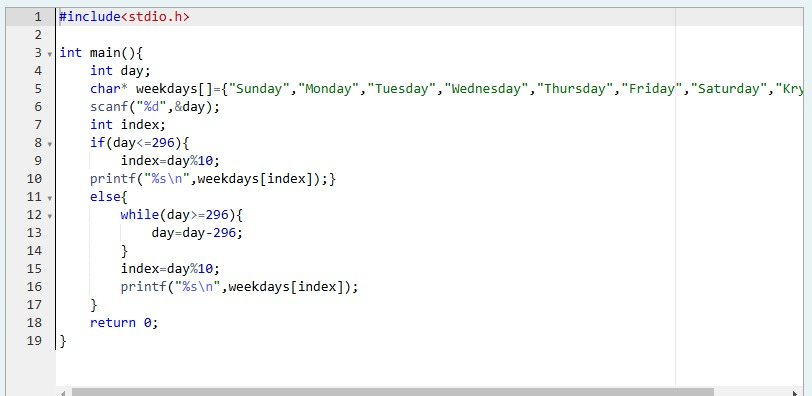 1 #include<stdio.h>
2
3 int main(){
4 int day;
5 char* weekdays[]={"Sunday","Monday","Tuesday","Wednesday","Thursday","Friday","Saturday","Kry
6 scanf("%d",&day);
7 int index;
8 if(day<=296){
9 index=day%10;
10 printf("%s\n",weekdays[index]);}
11 else{
12 while(day>=296){
13 day=day-296;
14 }
15 index=day%10;
16 printf("%s\n",weekdays[index]);
17 }
18 return 0;
19 }